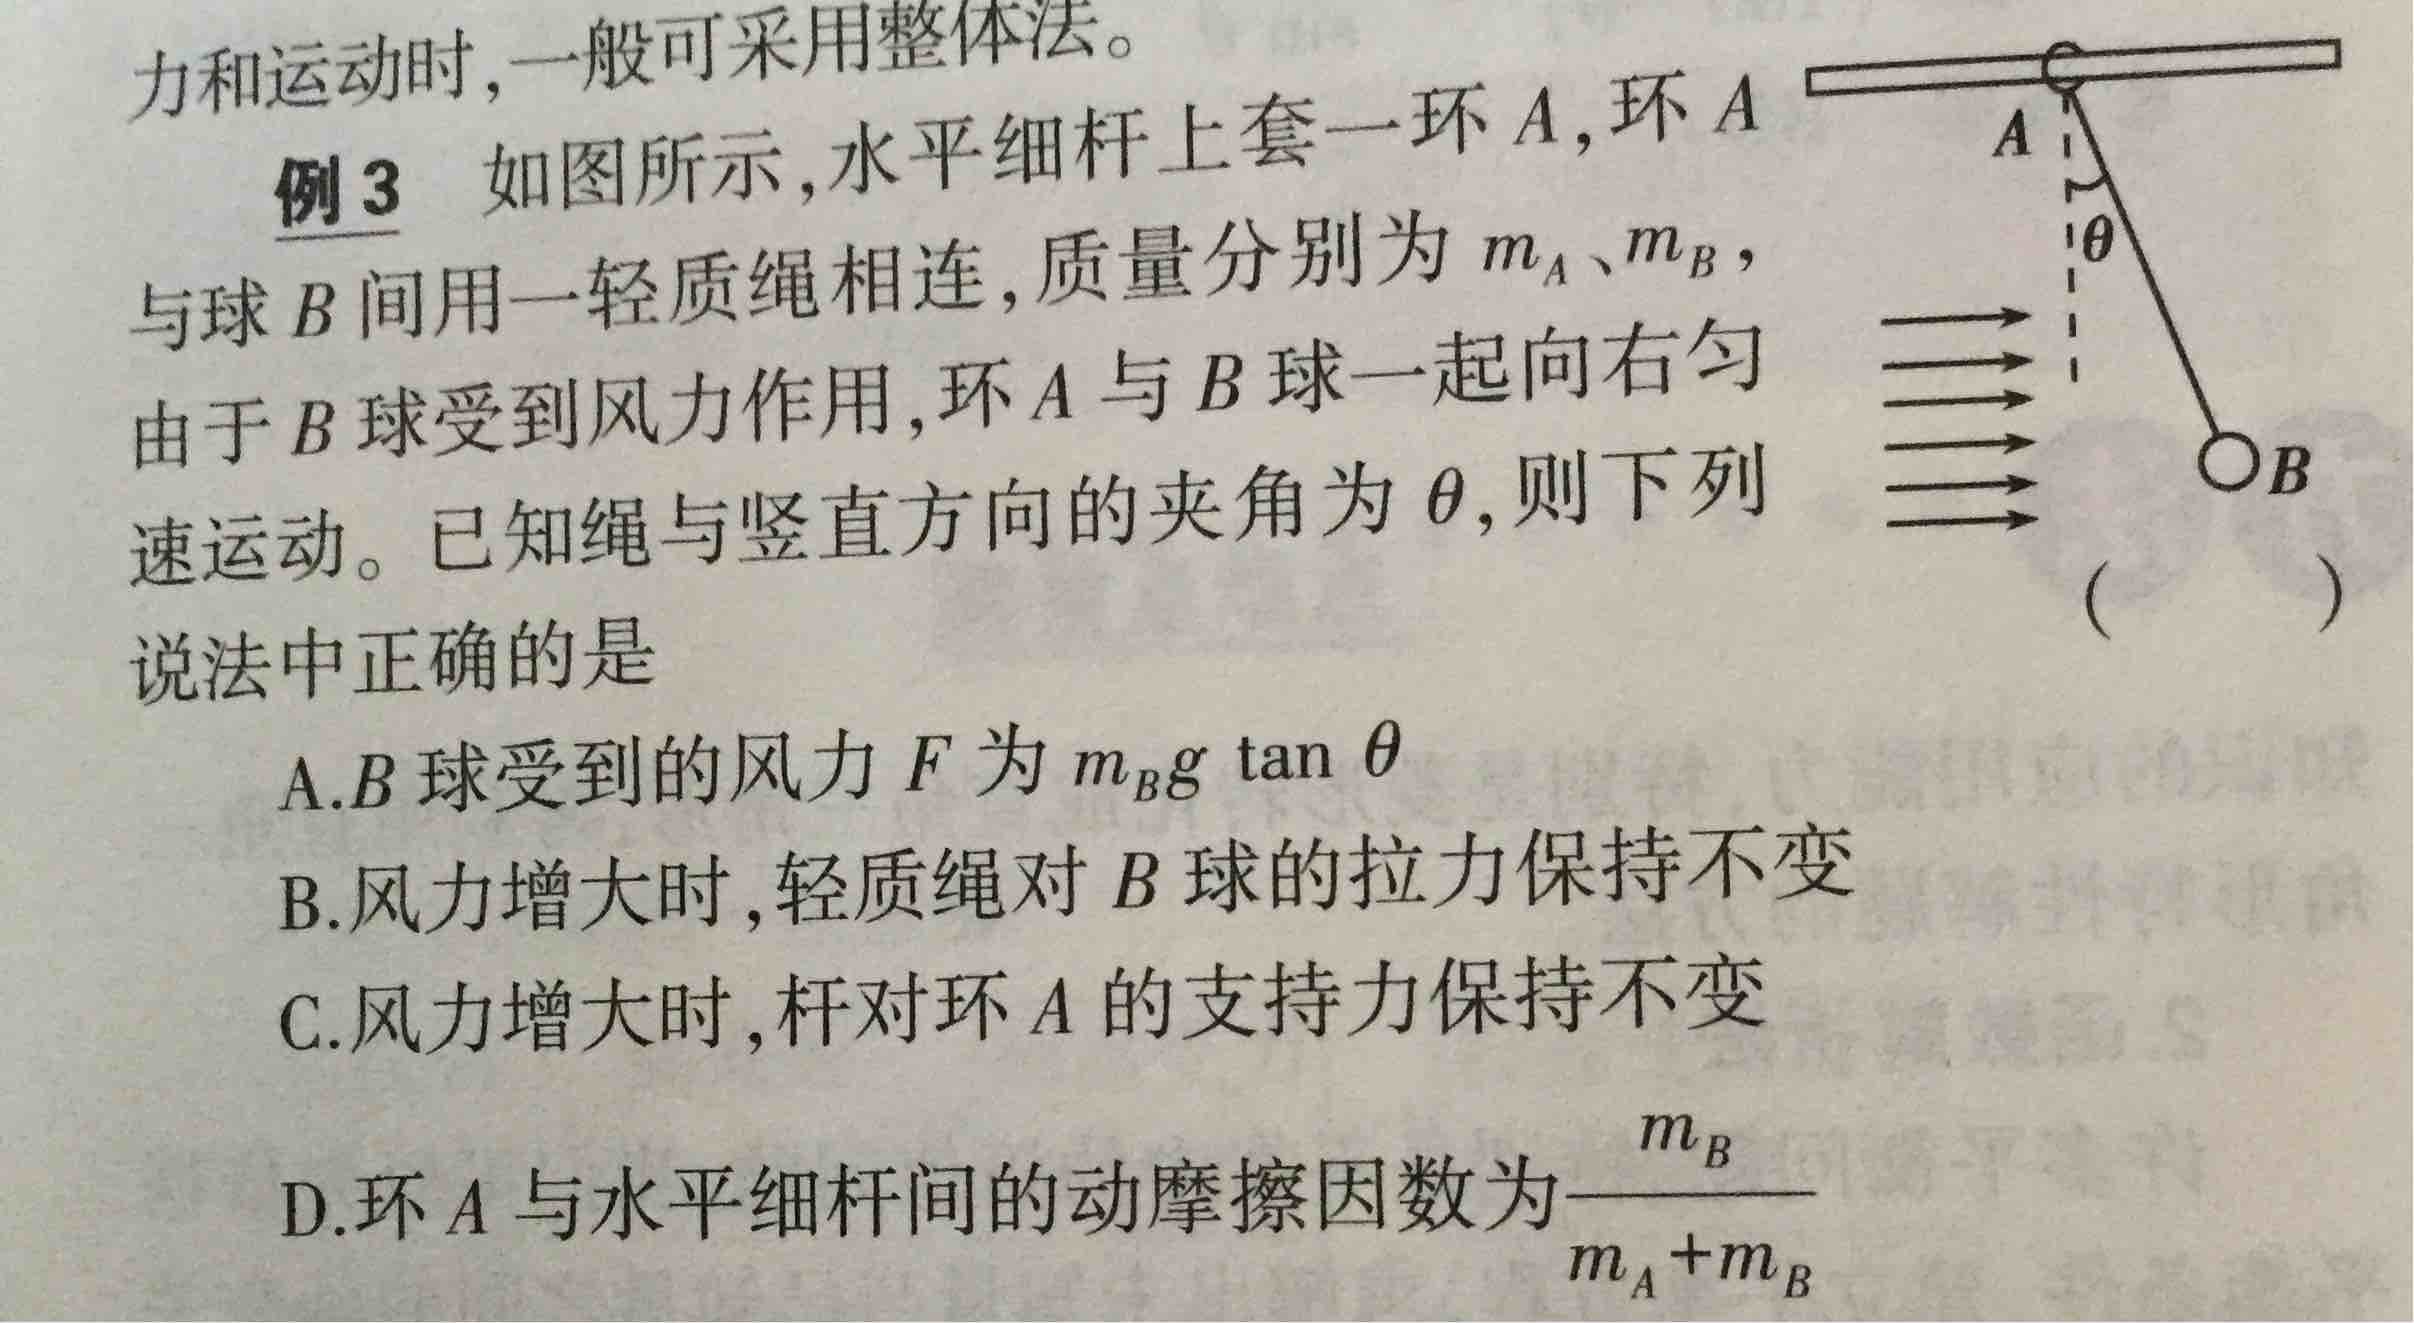 力和运动时,一般可采用整体法。
例3 如图所示,水平细杆上套一环 A,环 A
与球 B 间用一轻质绳相连,质量分别为 m_A、m_B,
由于 B 球受到风力作用,环 A 与 B 球一起向右匀
速运动。已知绳与竖直方向的夹角为 θ,则下列
说法中正确的是 ( )
A
θ
B
A.B 球受到的风力 F 为 m_Bg tan θ
B.风力增大时,轻质绳对 B 球的拉力保持不变
C.风力增大时,杆对环 A 的支持力保持不变
D.环 A 与水平细杆间的动摩擦因数为 m_B/(m_A+m_B)